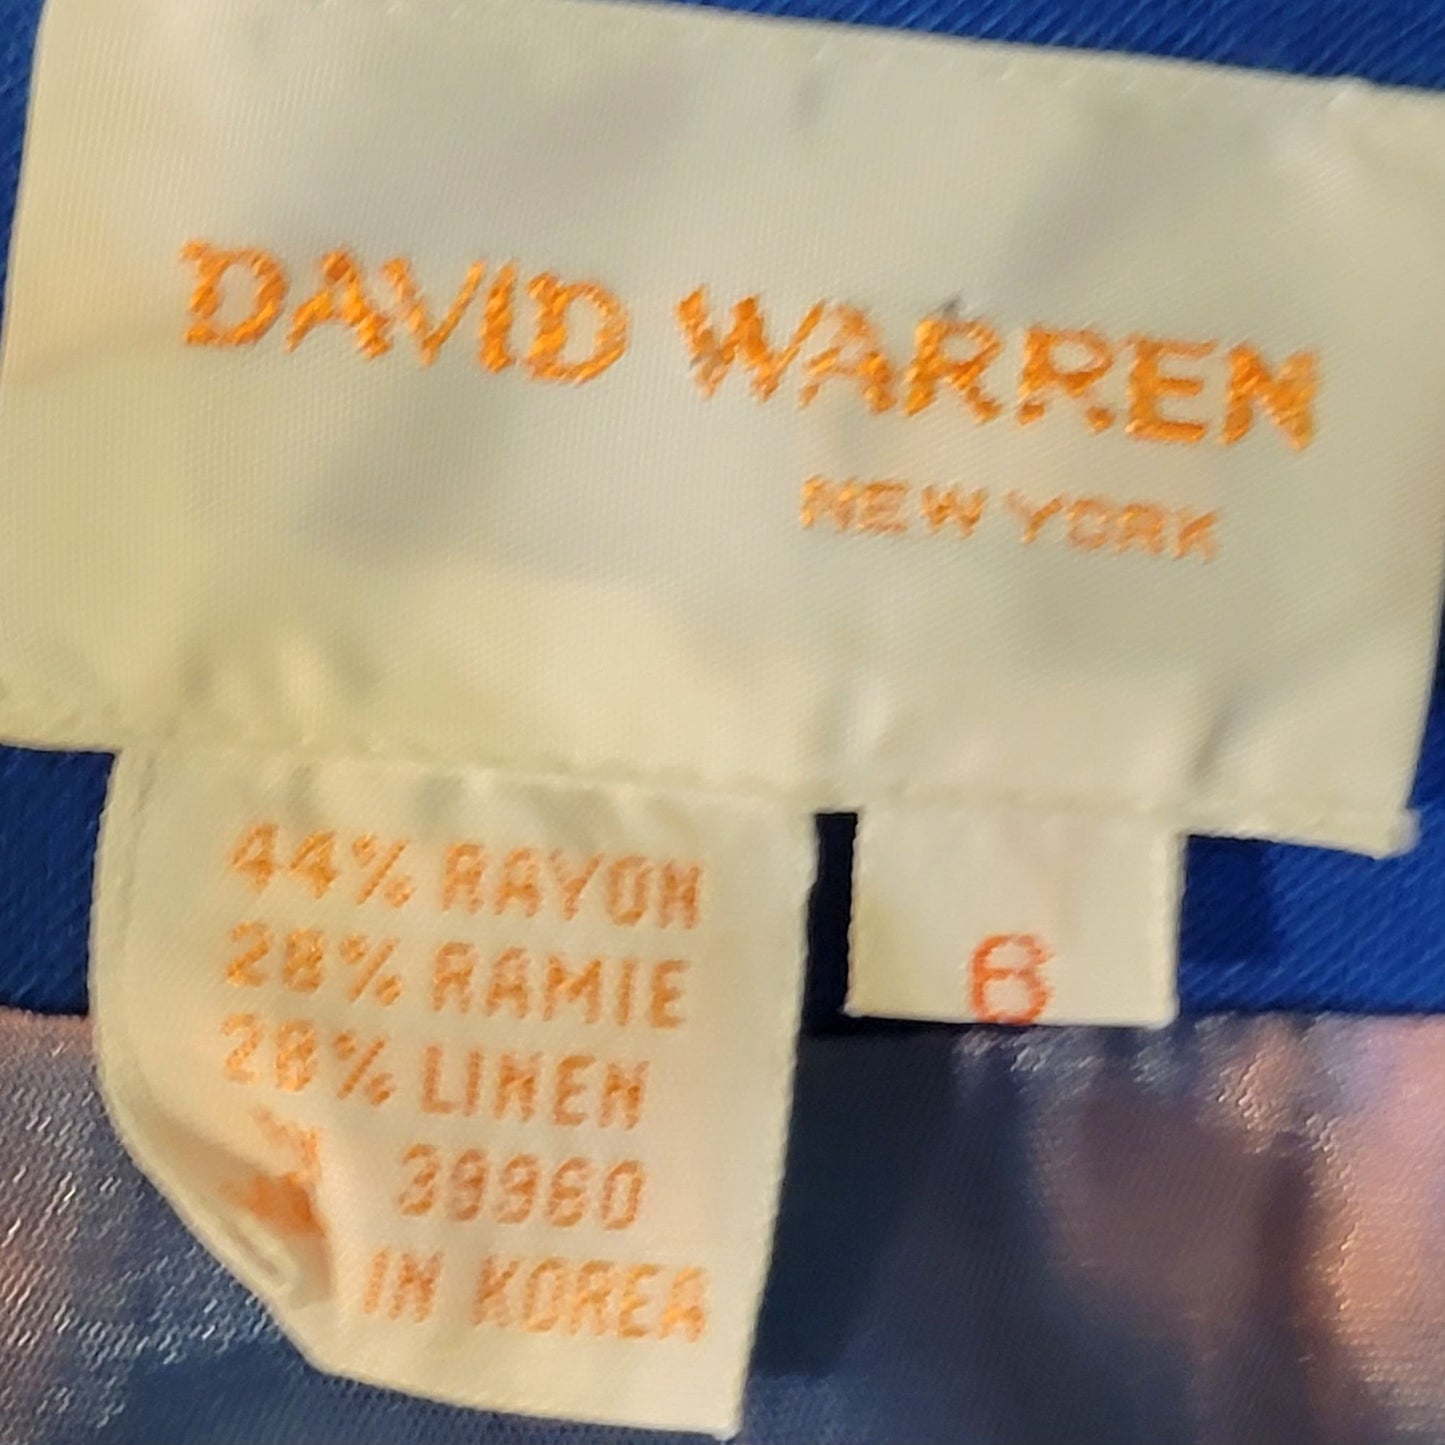 DAVID WARREN
NEW YORK
44% RAYON
28% RAMIE
28% LINEN
39960
IN KOREA
6